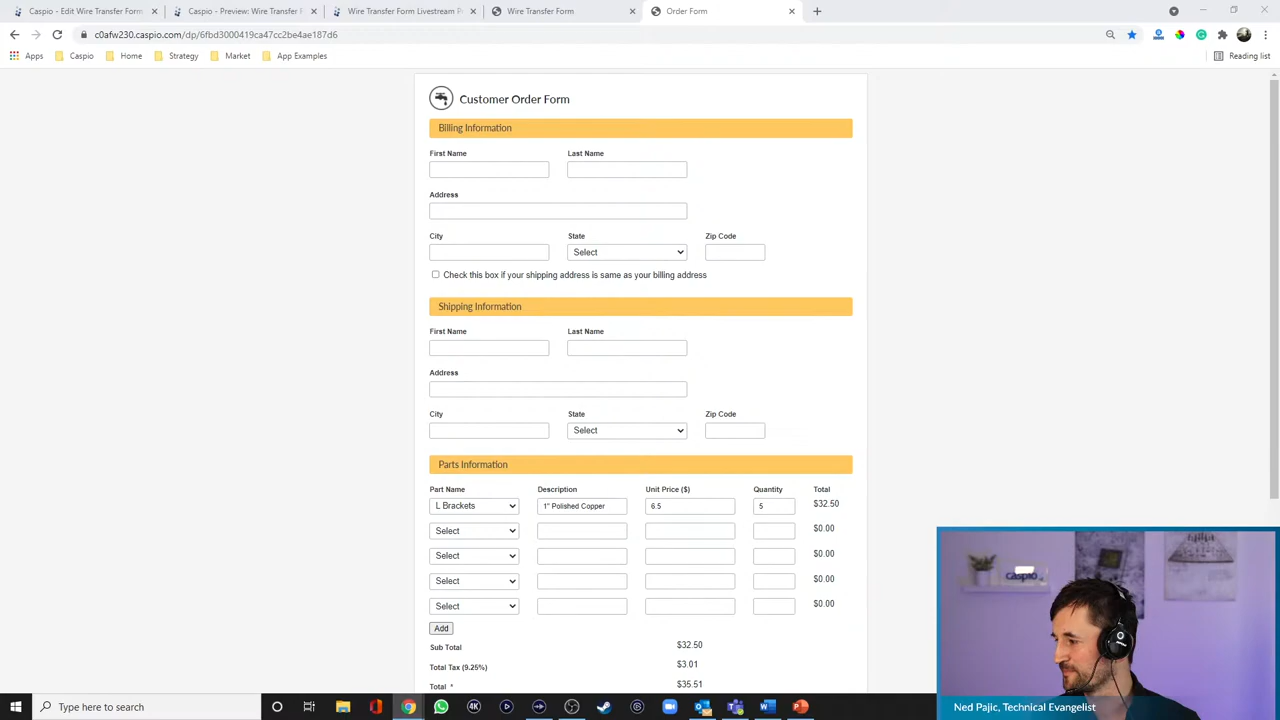 Caspio - Edit Wire Transfer Form
Caspio - Preview: Wire Transfer F
Wire Transfer Form Livestream P
Wire Transfer Form
Order Form
c0afw230.caspio.com/dp/6fbd3000419ca47cc2be4ae187d6
Apps
Caspio
Home
Strategy
Market
App Examples
Reading list
Customer Order Form
Billing Information
First Name
Last Name
Address
City
State
Zip Code
Select
Check this box if your shipping address is same as your billing address
Shipping Information
First Name
Last Name
Address
City
State
Zip Code
Select
Parts Information
Part Name
Description
Unit Price ($)
Quantity
Total
L Brackets
1" Polished Copper
6.5
5
$32.50
Select
$0.00
Select
$0.00
Select
$0.00
Select
$0.00
Add
Sub Total
$32.50
Total Tax (9.25%)
$3.01
Total *
$35.51
caspio
Type here to search
4K
Ned Pajic, Technical Evangelist